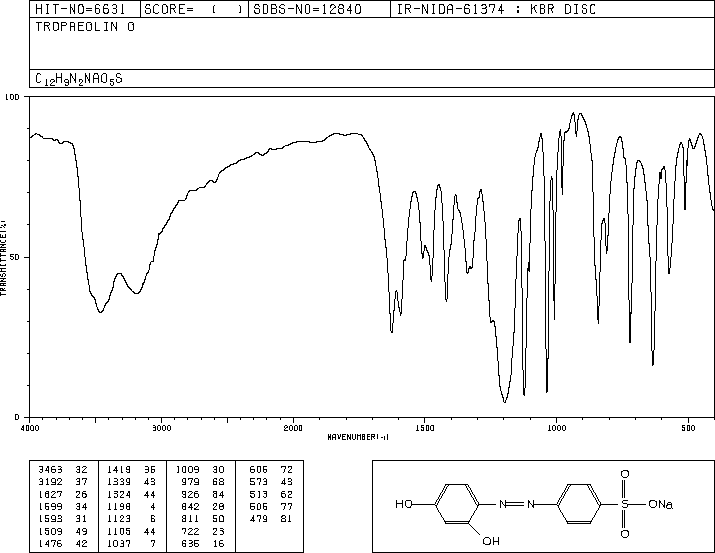 HIT-NO=6631 SCORE= ( ) SDBS-NO=12840 IR-NIDA-61374 : KBR DISC
TROPAEOLIN O
C12H9N2NAO5S
100
TRANSMITTANCE(%)
50
0
4000 3000 2000 1500 1000 500
WAVENUMBER(-1)
3463 32 1419 35 1009 30 606 72
3192 37 1339 43 979 68 573 43
1627 26 1324 44 926 84 513 62
1599 34 1198 4 842 28 506 77
1593 31 1123 6 811 50 479 81
1509 49 1105 44 722 23
1476 42 1037 7 636 16
HO N N O S ONa O
OH